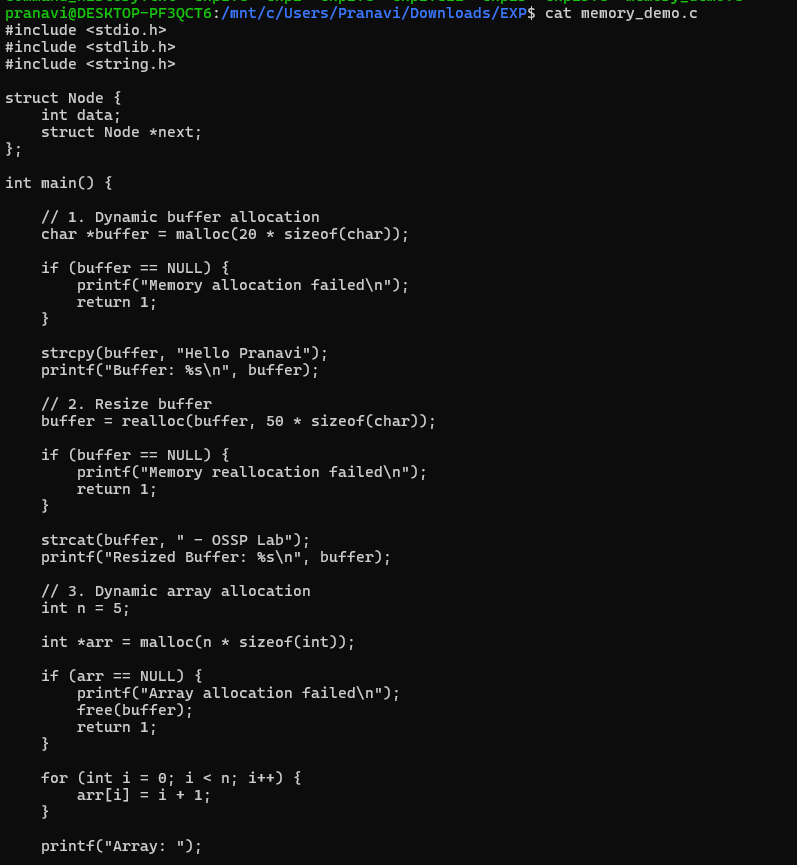 pranavi@DESKTOP-PF3QCT6:/mnt/c/Users/Pranavi/Downloads/EXP$ cat memory_demo.c
#include <stdio.h>
#include <stdlib.h>
#include <string.h>

struct Node {
    int data;
    struct Node *next;
};

int main() {

    // 1. Dynamic buffer allocation
    char *buffer = malloc(20 * sizeof(char));

    if (buffer == NULL) {
        printf("Memory allocation failed\n");
        return 1;
    }

    strcpy(buffer, "Hello Pranavi");
    printf("Buffer: %s\n", buffer);

    // 2. Resize buffer
    buffer = realloc(buffer, 50 * sizeof(char));

    if (buffer == NULL) {
        printf("Memory reallocation failed\n");
        return 1;
    }

    strcat(buffer, " - OSSP Lab");
    printf("Resized Buffer: %s\n", buffer);

    // 3. Dynamic array allocation
    int n = 5;

    int *arr = malloc(n * sizeof(int));

    if (arr == NULL) {
        printf("Array allocation failed\n");
        free(buffer);
        return 1;
    }

    for (int i = 0; i < n; i++) {
        arr[i] = i + 1;
    }

    printf("Array: ");